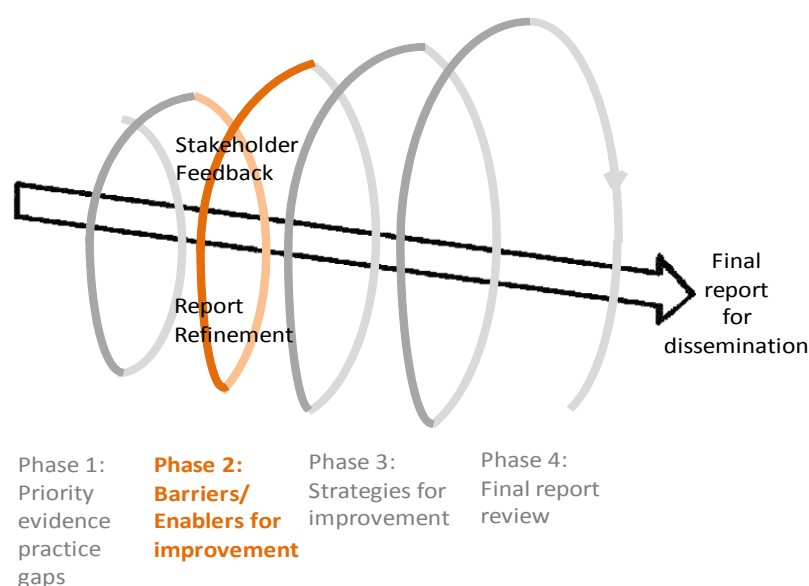 Stakeholder
Feedback
Report
Refinement
Final
report
for
dissemination
Phase 1:
Priority
evidence
practice
gaps
Phase 2:
Barriers/
Enablers for
improvement
Phase 3:
Strategies for
improvement
Phase 4:
Final report
review